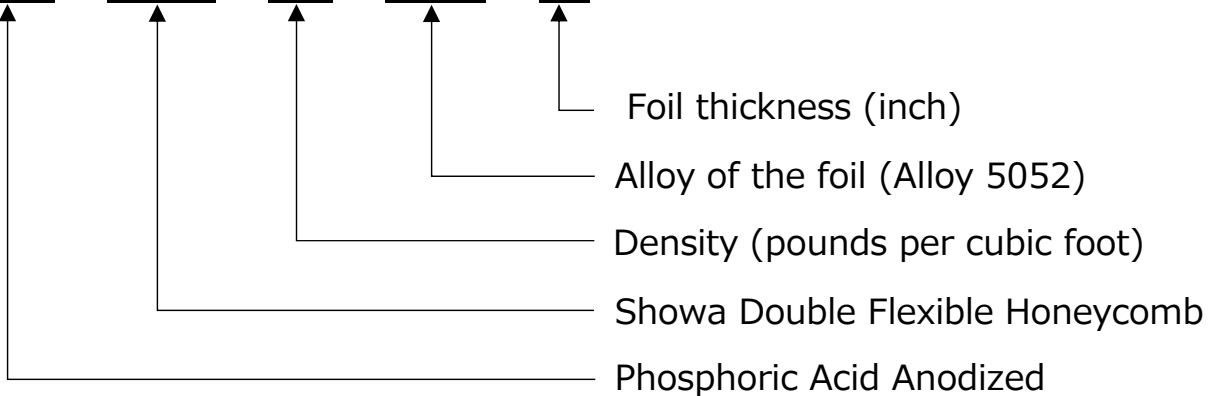 Foil thickness (inch)
Alloy of the foil (Alloy 5052)
Density (pounds per cubic foot)
Showa Double Flexible Honeycomb
Phosphoric Acid Anodized